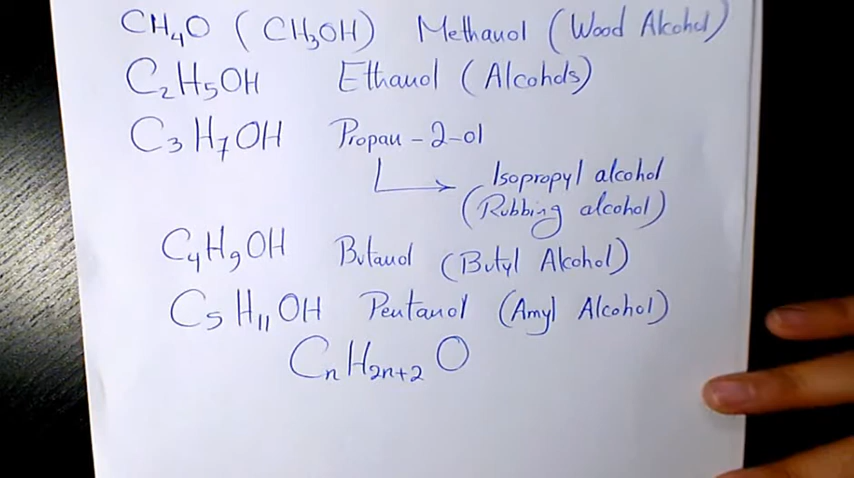 CH₄O (CH₃OH) Methanol (Wood Alcohol)
C₂H₅OH Ethanol (Alcohols)
C₃H₇OH Propan-2-ol
Isopropyl alcohol
(Rubbing alcohol)
C₄H₉OH Butanol (Butyl Alcohol)
C₅H₁₁OH Pentanol (Amyl Alcohol)
CₙH₂ₙ₊₂O